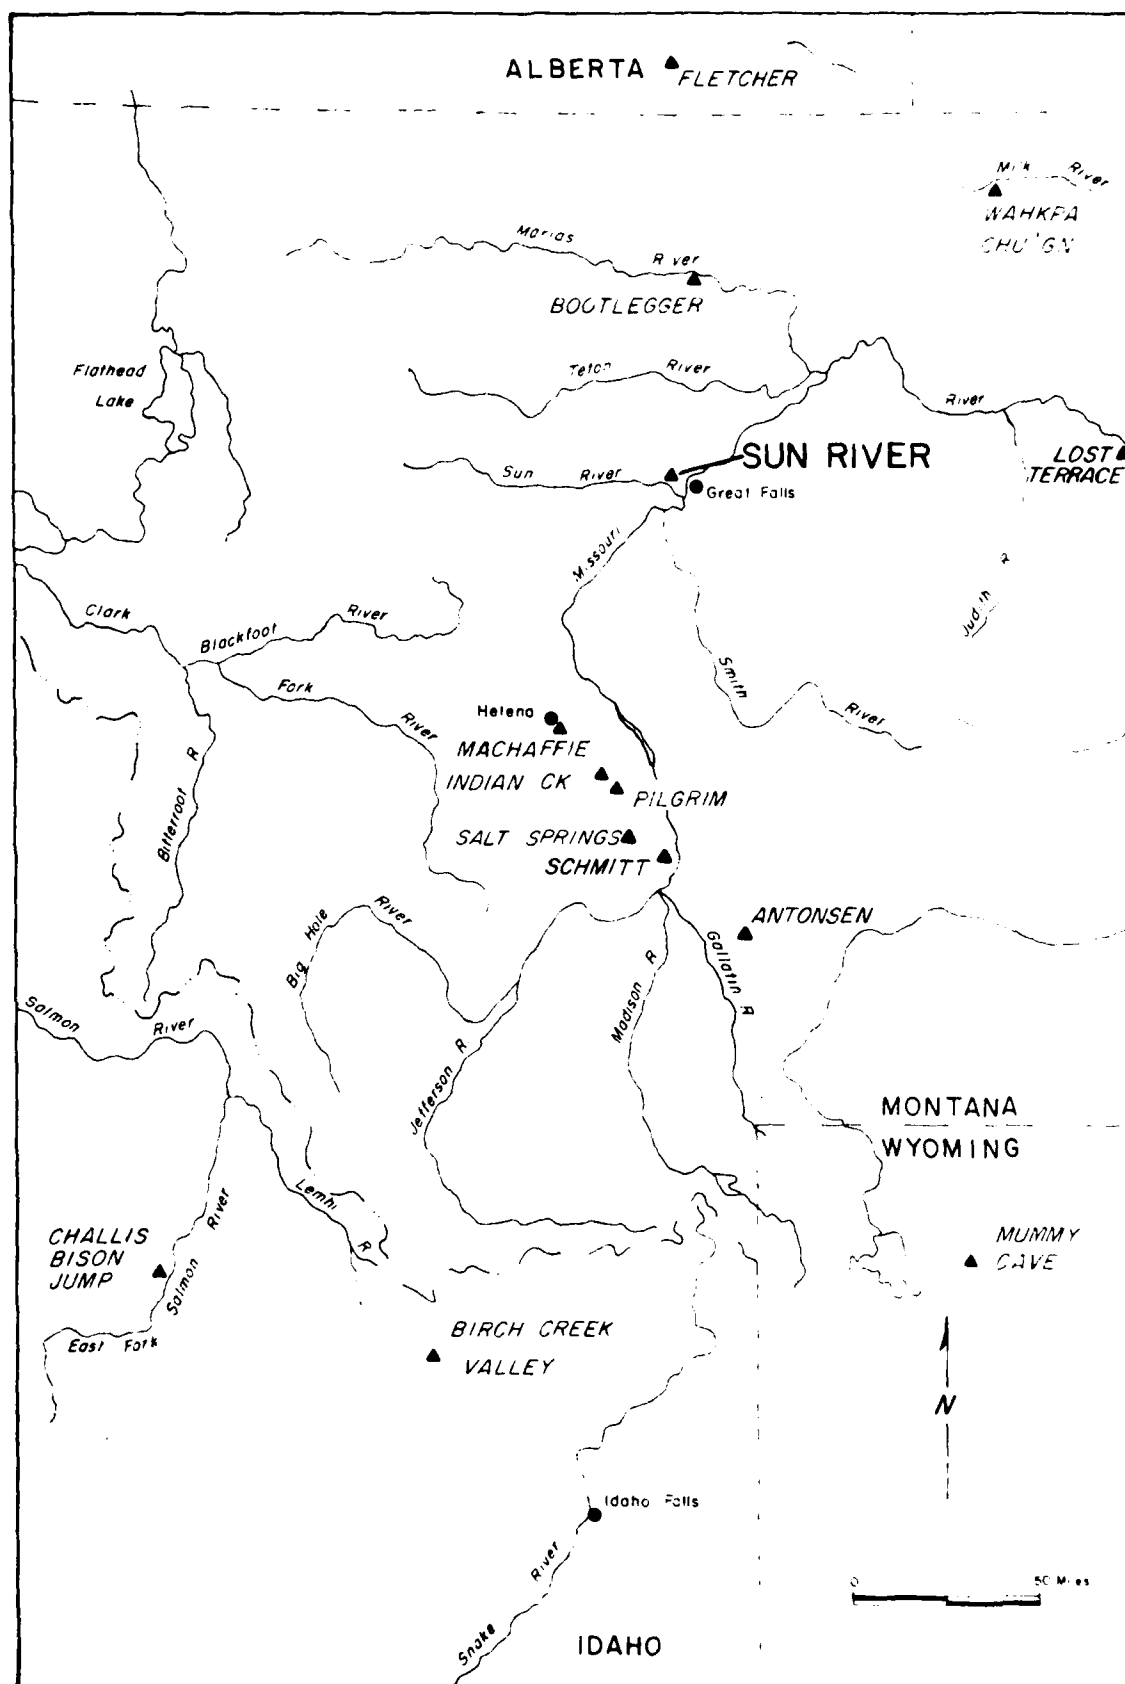 ALBERTA
FLETCHER
Milk River
WAHKPA
CHU'GN
Marias River
BOOTLEGGER
Flathead
Lake
Teton River
River
SUN RIVER
LOST
TERRACE
Sun River
Great Falls
Missouri
Judith R
Clark
Blackfoot River
Fork River
Smith River
Helena
MACHAFFIE
INDIAN CK
PILGRIM
SALT SPRINGS
SCHMITT
Bitterroot R
Big Hole River
ANTONSEN
Gallatin R
Madison R
Salmon River
Jefferson R
MONTANA
WYOMING
Lemhi R
CHALLIS
BISON
JUMP
Salmon River
East Fork
MUMMY
CAVE
BIRCH CREEK
VALLEY
N
Idaho Falls
Snake River
0 50 Miles
IDAHO